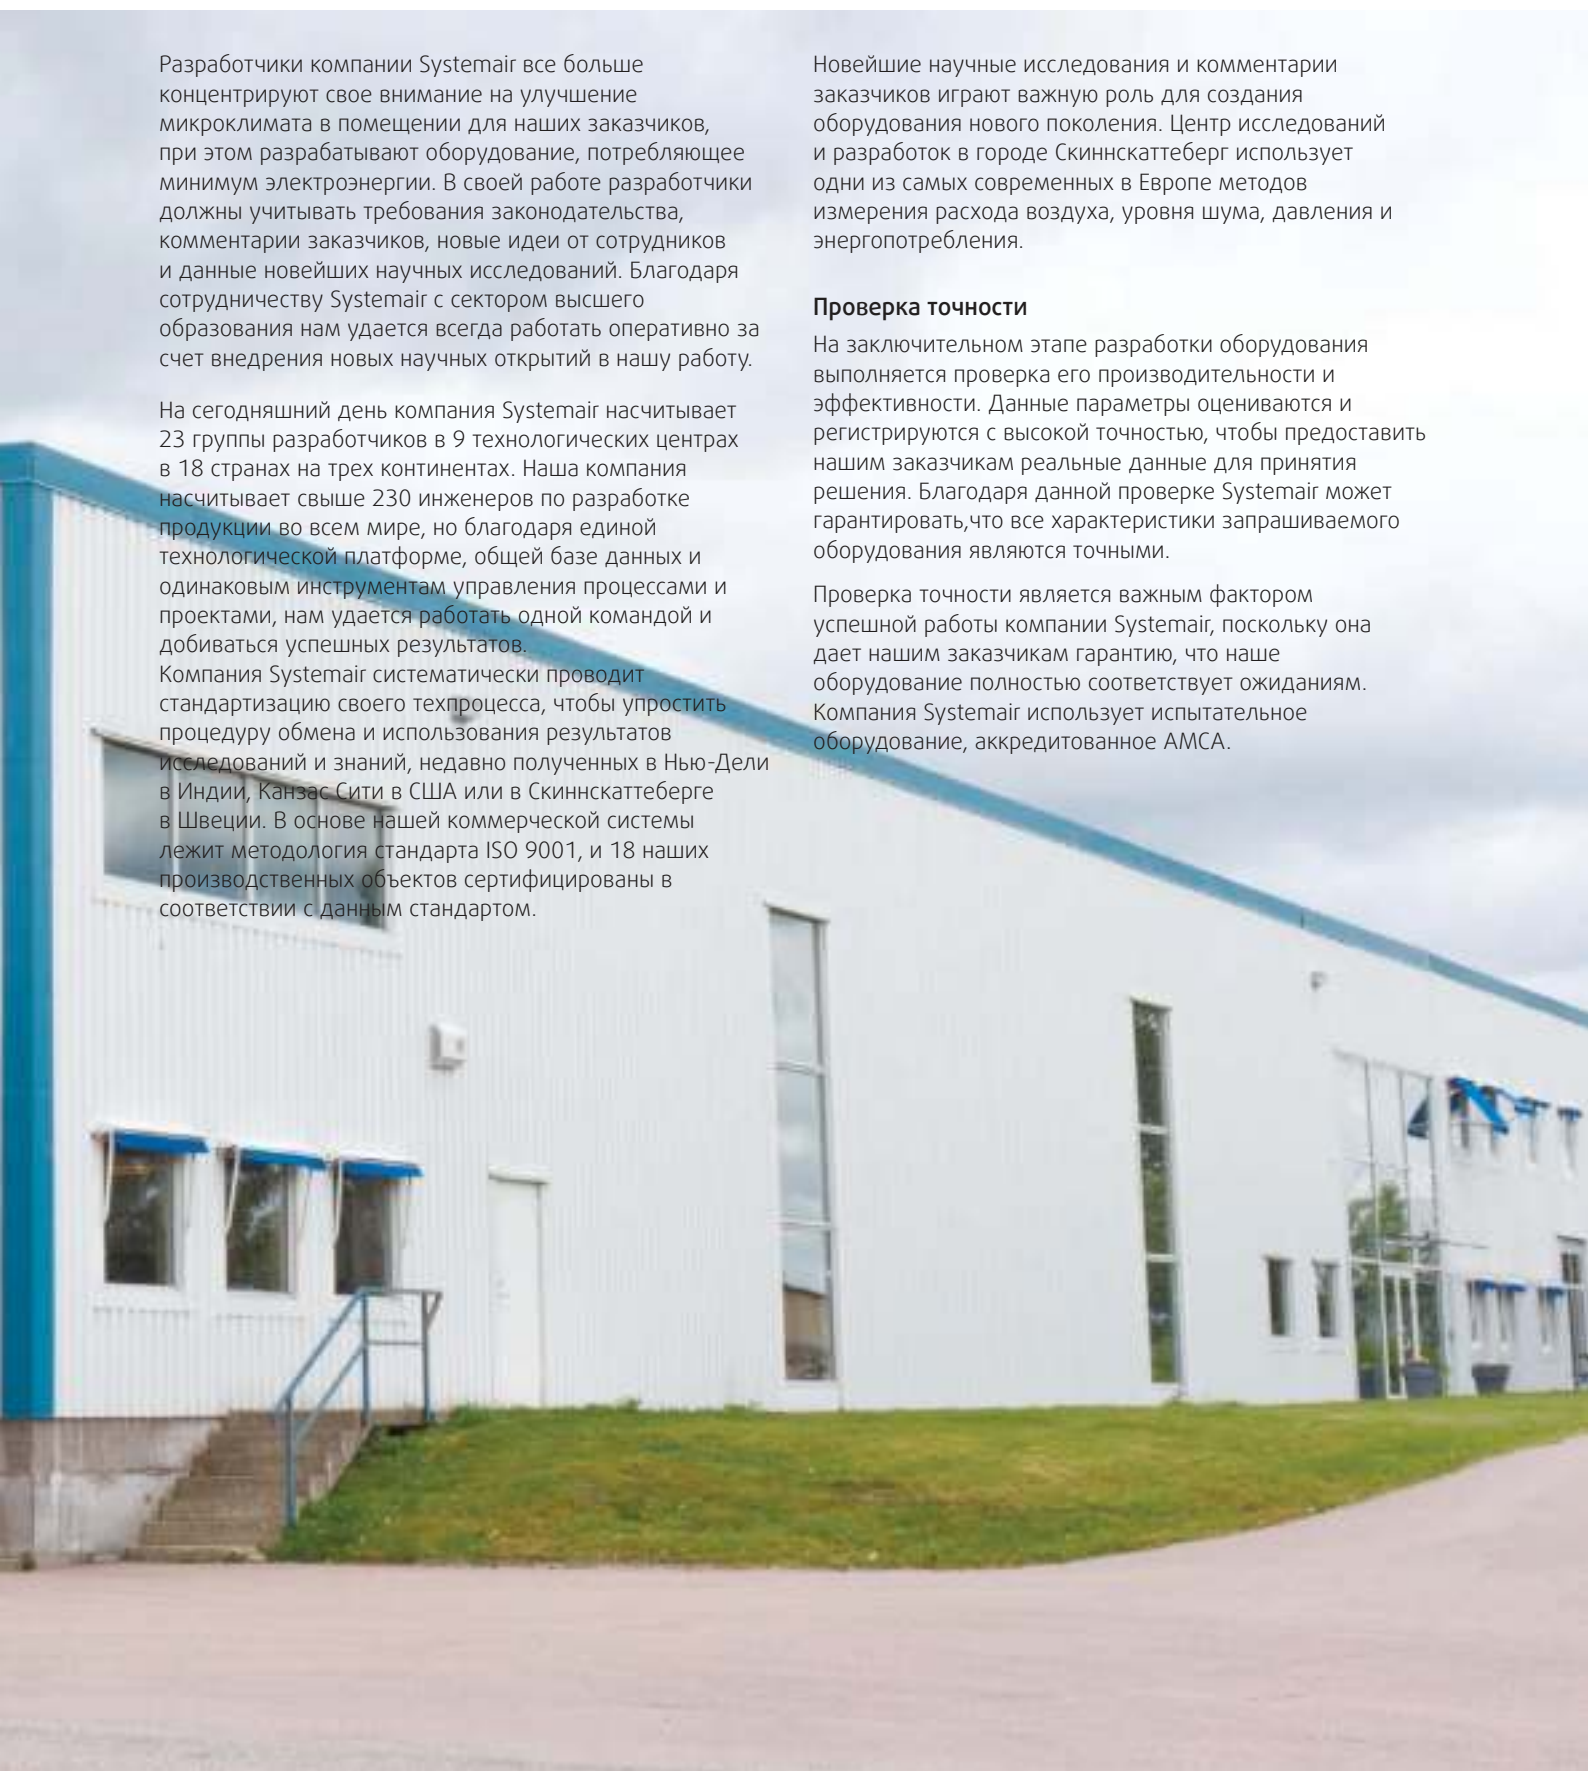 Разработчики компании Systemair все больше
концентрируют свое внимание на улучшение
микроклимата в помещении для наших заказчиков,
при этом разрабатывают оборудование, потребляющее
минимум электроэнергии. В своей работе разработчики
должны учитывать требования законодательства,
комментарии заказчиков, новые идеи от сотрудников
и данные новейших научных исследований. Благодаря
сотрудничеству Systemair с сектором высшего
образования нам удается всегда работать оперативно за
счет внедрения новых научных открытий в нашу работу.
На сегодняшний день компания Systemair насчитывает
23 группы разработчиков в 9 технологических центрах
в 18 странах на трех континентах. Наша компания
насчитывает свыше 230 инженеров по разработке
продукции во всем мире, но благодаря единой
технологической платформе, общей базе данных и
одинаковым инструментам управления процессами и
проектами, нам удается работать одной командой и
добиваться успешных результатов.
Компания Systemair систематически проводит
стандартизацию своего техпроцесса, чтобы упростить
процедуру обмена и использования результатов
исследований и знаний, недавно полученных в Нью-Дели
в Индии, Канзас Сити в США или в Скиннскаттеберге
в Швеции. В основе нашей коммерческой системы
лежит методология стандарта ISO 9001, и 18 наших
производственных объектов сертифицированы в
соответствии с данным стандартом.
Новейшие научные исследования и комментарии
заказчиков играют важную роль для создания
оборудования нового поколения. Центр исследований
и разработок в городе Скиннскаттеберг использует
одни из самых современных в Европе методов
измерения расхода воздуха, уровня шума, давления и
энергопотребления.
Проверка точности
На заключительном этапе разработки оборудования
выполняется проверка его производительности и
эффективности. Данные параметры оцениваются и
регистрируются с высокой точностью, чтобы предоставить
нашим заказчикам реальные данные для принятия
решения. Благодаря данной проверке Systemair может
гарантировать,что все характеристики запрашиваемого
оборудования являются точными.
Проверка точности является важным фактором
успешной работы компании Systemair, поскольку она
дает нашим заказчикам гарантию, что наше
оборудование полностью соответствует ожиданиям.
Компания Systemair использует испытательное
оборудование, аккредитованное AMCA.